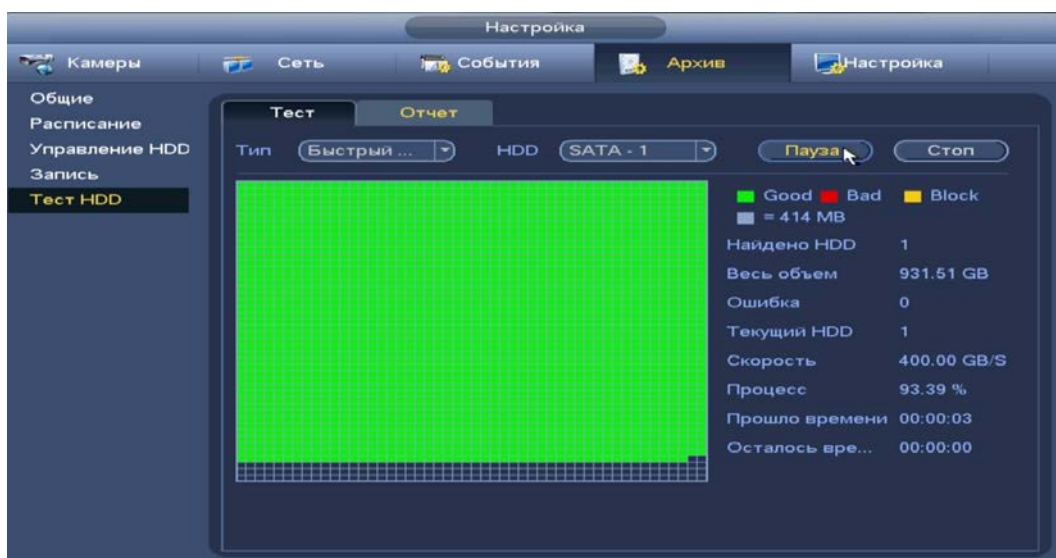 Настройка
Камеры Сеть События Архив Настройка
Общие
Расписание
Управление HDD
Запись
Тест HDD
Тест Отчет
Тип Быстрый ... HDD SATA - 1 Пауза Стоп
Good Bad Block
= 414 MB
Найдено HDD 1
Весь объем 931.51 GB
Ошибка 0
Текущий HDD 1
Скорость 400.00 GB/S
Процесс 93.39 %
Прошло времени 00:00:03
Осталось вре... 00:00:00